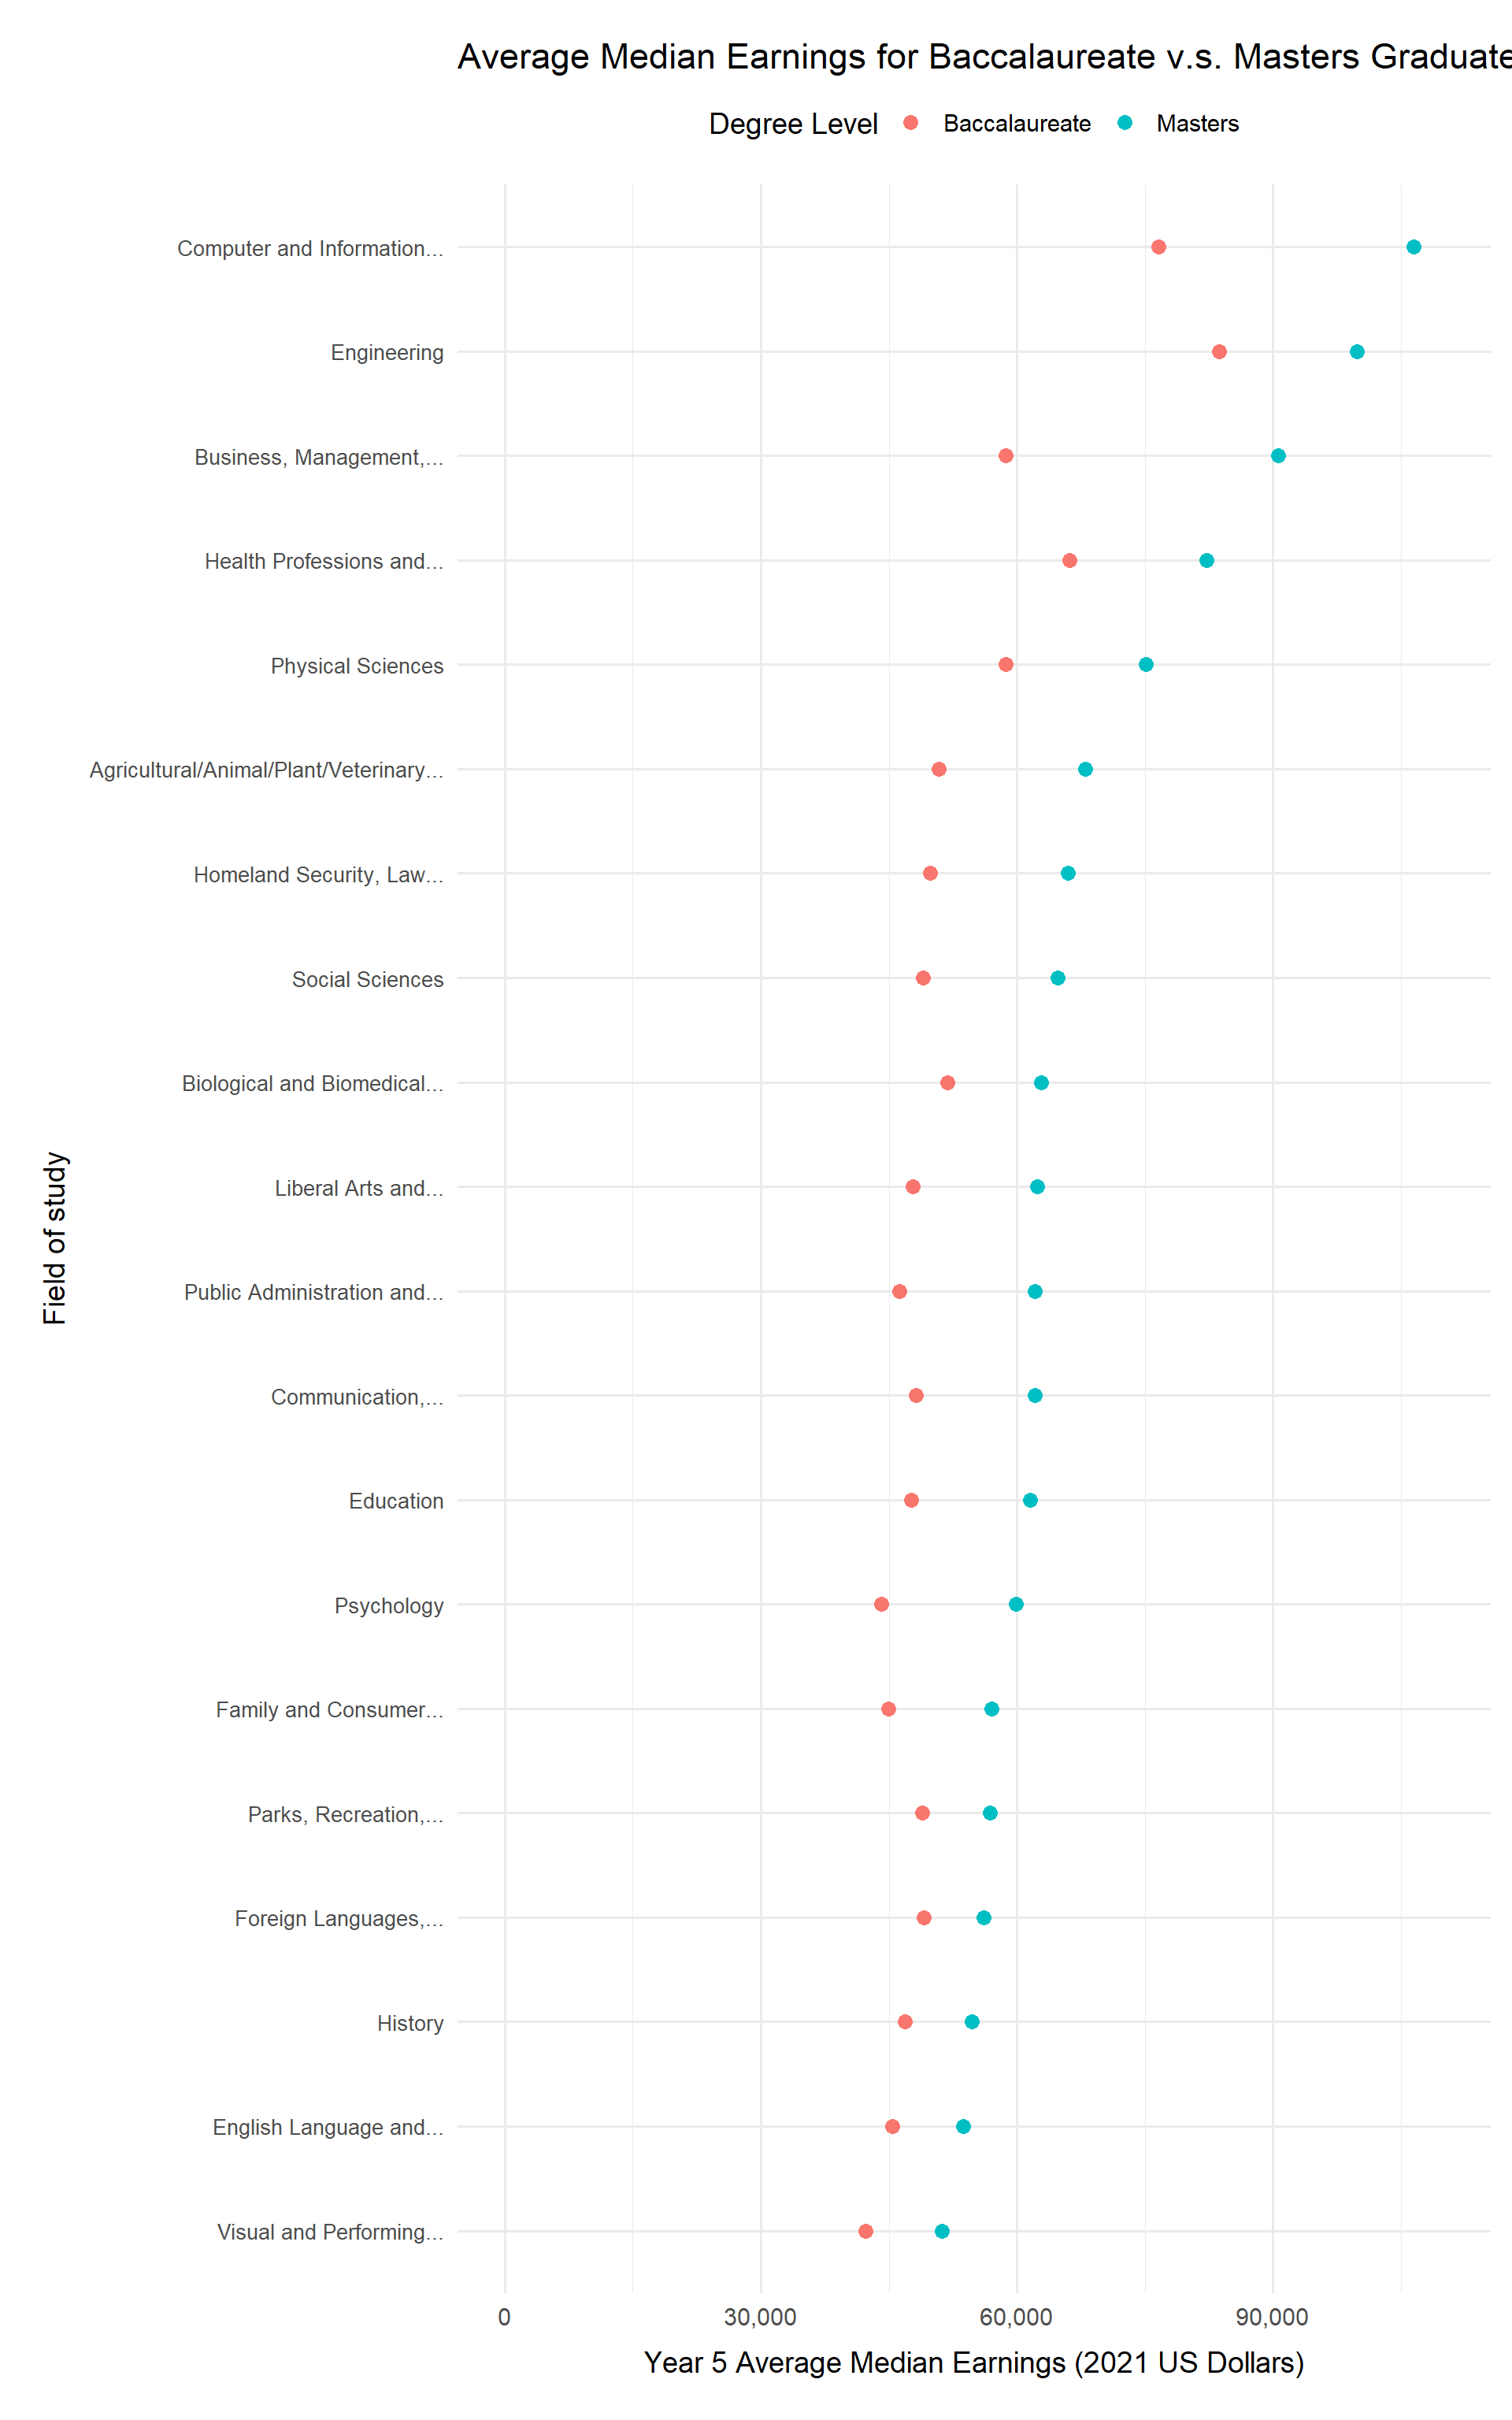 Average Median Earnings for Baccalaureate v.s. Masters Graduate
Degree Level Baccalaureate Masters
Computer and Information...
Engineering
Business, Management,...
Health Professions and...
Physical Sciences
Agricultural/Animal/Plant/Veterinary...
Homeland Security, Law...
Social Sciences
Biological and Biomedical...
Liberal Arts and...
Public Administration and...
Communication,...
Education
Psychology
Family and Consumer...
Parks, Recreation,...
Foreign Languages,...
History
English Language and...
Visual and Performing...
Field of study
0 30,000 60,000 90,000
Year 5 Average Median Earnings (2021 US Dollars)